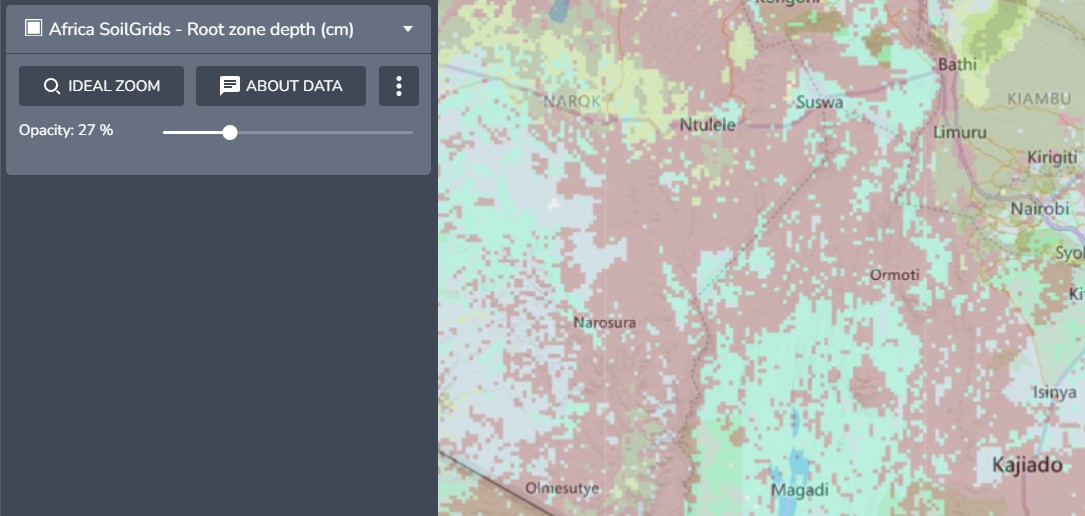 Africa SoilGrids - Root zone depth (cm)
IDEAL ZOOM
ABOUT DATA
Opacity: 27 %
Bathi
NAROK
Suswa
KIAMBU
Ntulele
Limuru
Kirigiti
Nairobi
Ormoti
Narosura
Isinya
Kajiado
Olmesutye
Magadi